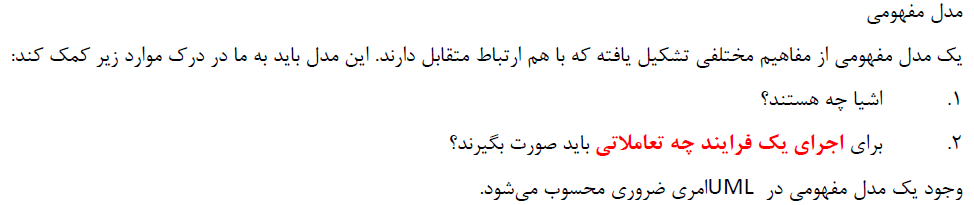 مدل مفهومی
یک مدل مفهومی از مفاهیم مختلفی تشکیل یافته که با هم ارتباط متقابل دارند. این مدل باید به ما در درک موارد زیر کمک کند:
۱. اشیا چه هستند؟
۲. برای اجرای یک فرایند چه تعاملاتی باید صورت بگیرند؟
وجود یک مدل مفهومی در UMLامری ضروری محسوب می‌شود.